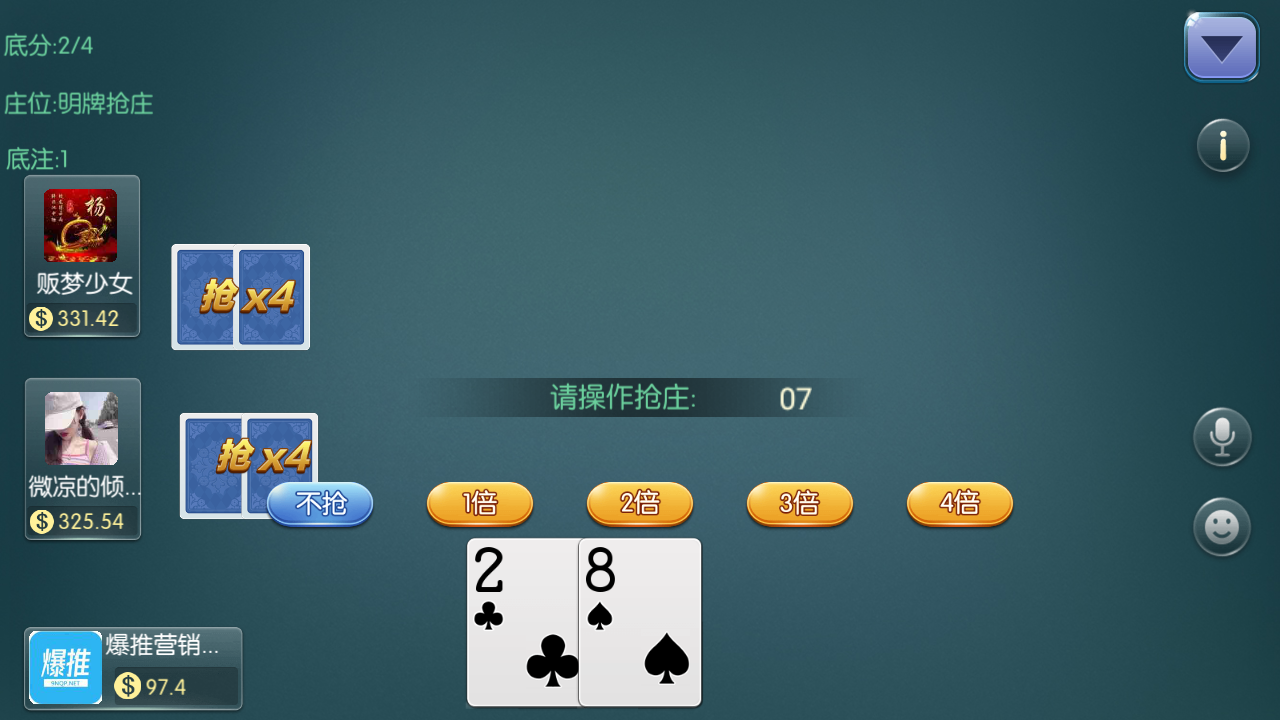 底分:2/4
庄位:明牌抢庄
底注:1
杨
贩梦少女
331.42
抢x4
微凉的倾...
325.54
抢x4
请操作抢庄: 07
不抢
1倍
2倍
3倍
4倍
2
8
爆推
9HQP.NET
爆推营销...
97.4